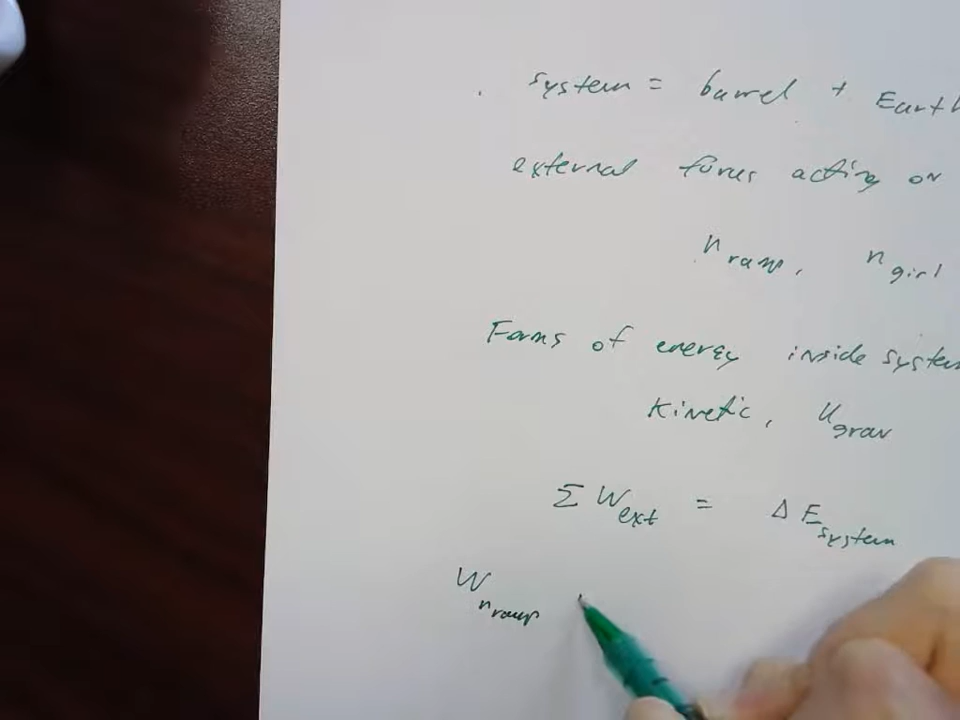 system = barrel + Earth
external forces acting on
n ramp, n girl
Forms of energy inside system
Kinetic, U grav
Σ W ext = Δ E system
W n ramp